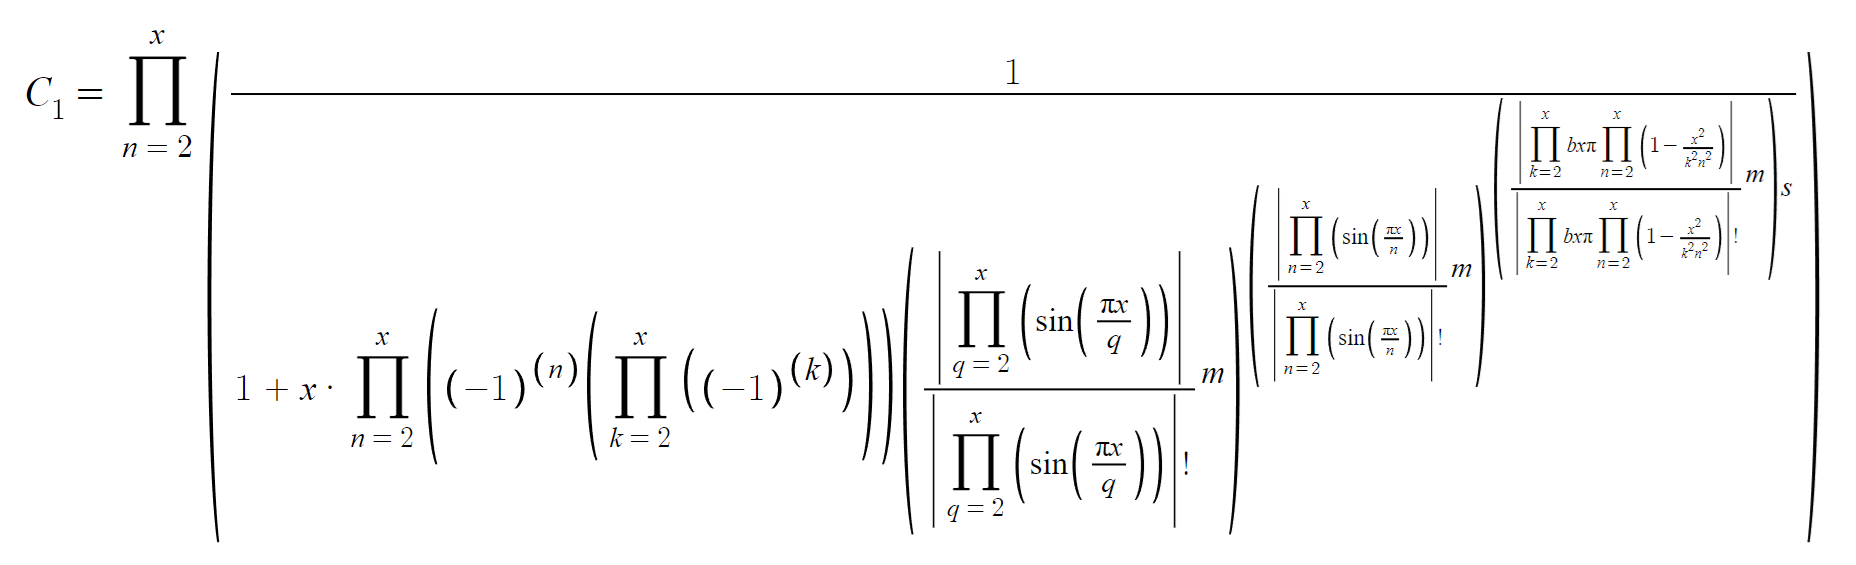 C_1 = \prod_{n=2}^{x} \left( \frac{1}{1 + x \cdot \prod_{n=2}^{x} \left( (-1)^{(n)} \left( \prod_{k=2}^{x} \left( (-1)^{(k)} \right) \right) \right) \left( \frac{\left| \prod_{q=2}^{x} \left( \sin\left( \frac{\pi x}{q} \right) \right) \right|}{\left| \prod_{q=2}^{x} \left( \sin\left( \frac{\pi x}{q} \right) \right) \right| !} m \right)^{\left( \frac{\left| \prod_{n=2}^{x} \left( \sin\left( \frac{\pi x}{n} \right) \right) \right|}{\left| \prod_{n=2}^{x} \left( \sin\left( \frac{\pi x}{n} \right) \right) \right| !} m \right)^{\left( \frac{\left| \prod_{k=2}^{x} b x \pi \prod_{n=2}^{x} \left( 1 - \frac{x^2}{k^2 n^2} \right) \right|}{\left| \prod_{k=2}^{x} b x \pi \prod_{n=2}^{x} \left( 1 - \frac{x^2}{k^2 n^2} \right) \right| !} m \right) s}}} \right)